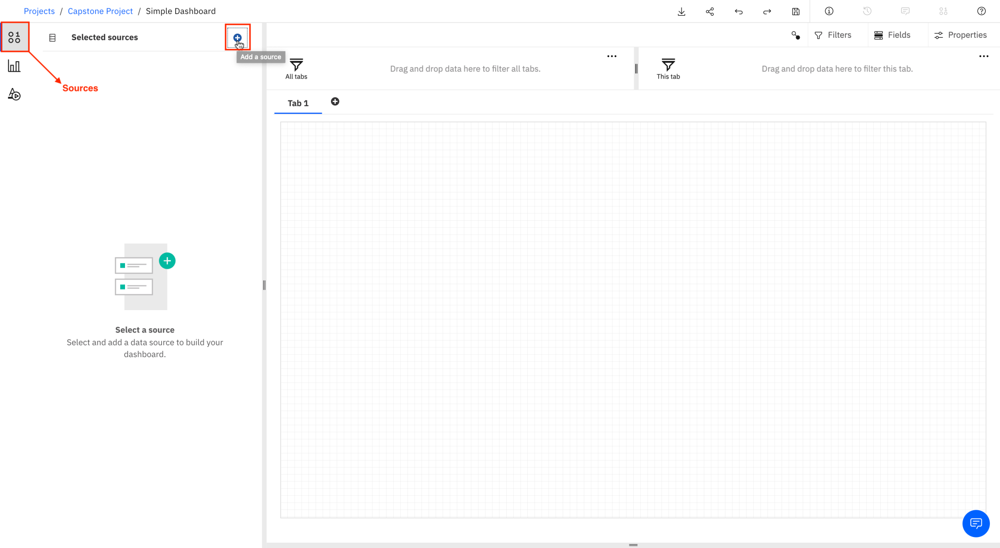 Projects / Capstone Project / Simple Dashboard
Selected sources
Filters
Fields
Properties
Add a source
All tabs
Drag and drop data here to filter all tabs.
This tab
Drag and drop data here to filter this tab.
Sources
Tab 1
Select a source
Select and add a data source to build your
dashboard.